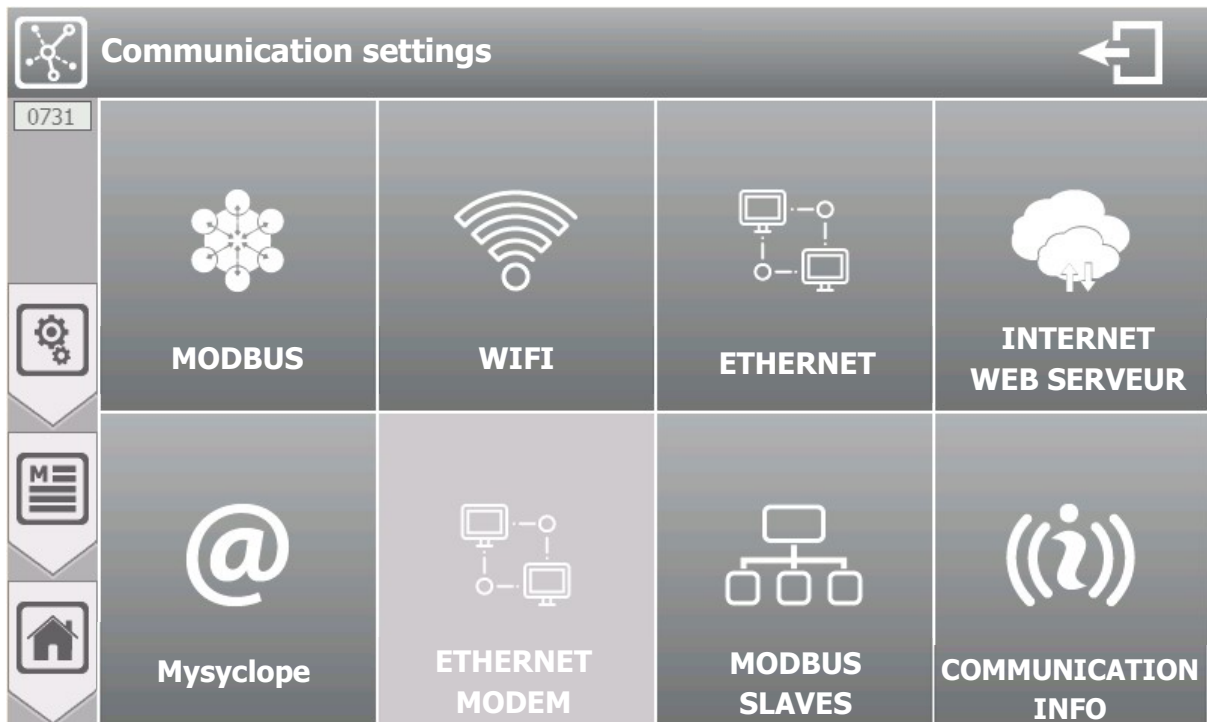 Communication settings
0731
MODBUS
WIFI
ETHERNET
INTERNET
WEB SERVEUR
M
@
Mysyclope
ETHERNET
MODEM
MODBUS
SLAVES
(i)
COMMUNICATION
INFO